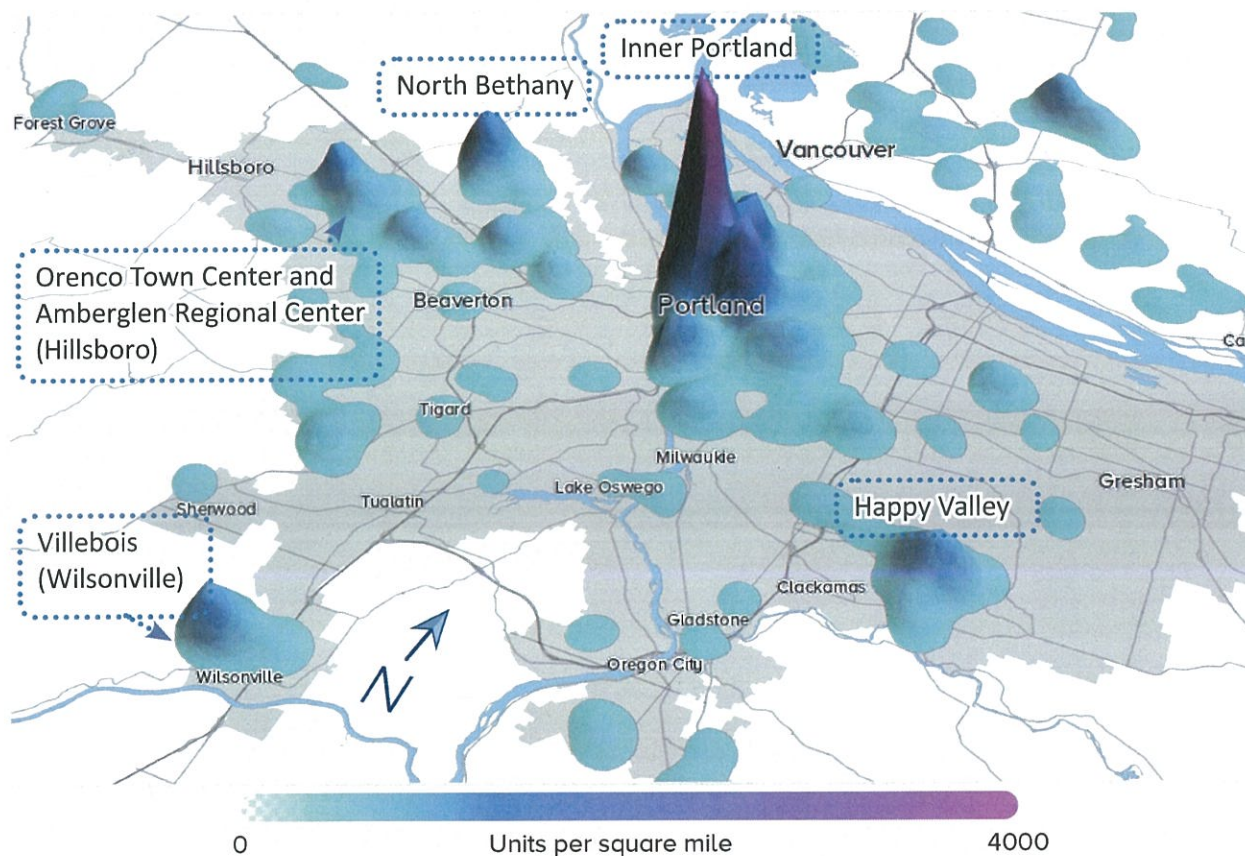 Inner Portland
North Bethany
Forest Grove
Vancouver
Hillsboro
Orenco Town Center and
Amberglen Regional Center
(Hillsboro)
Beaverton
Portland
Ca
Tigard
Milwaukie
Lake Oswego
Gresham
Sherwood
Tualatin
Happy Valley
Villebois
(Wilsonville)
Clackamas
Gladstone
N
Oregon City
Wilsonville
0
Units per square mile
4000